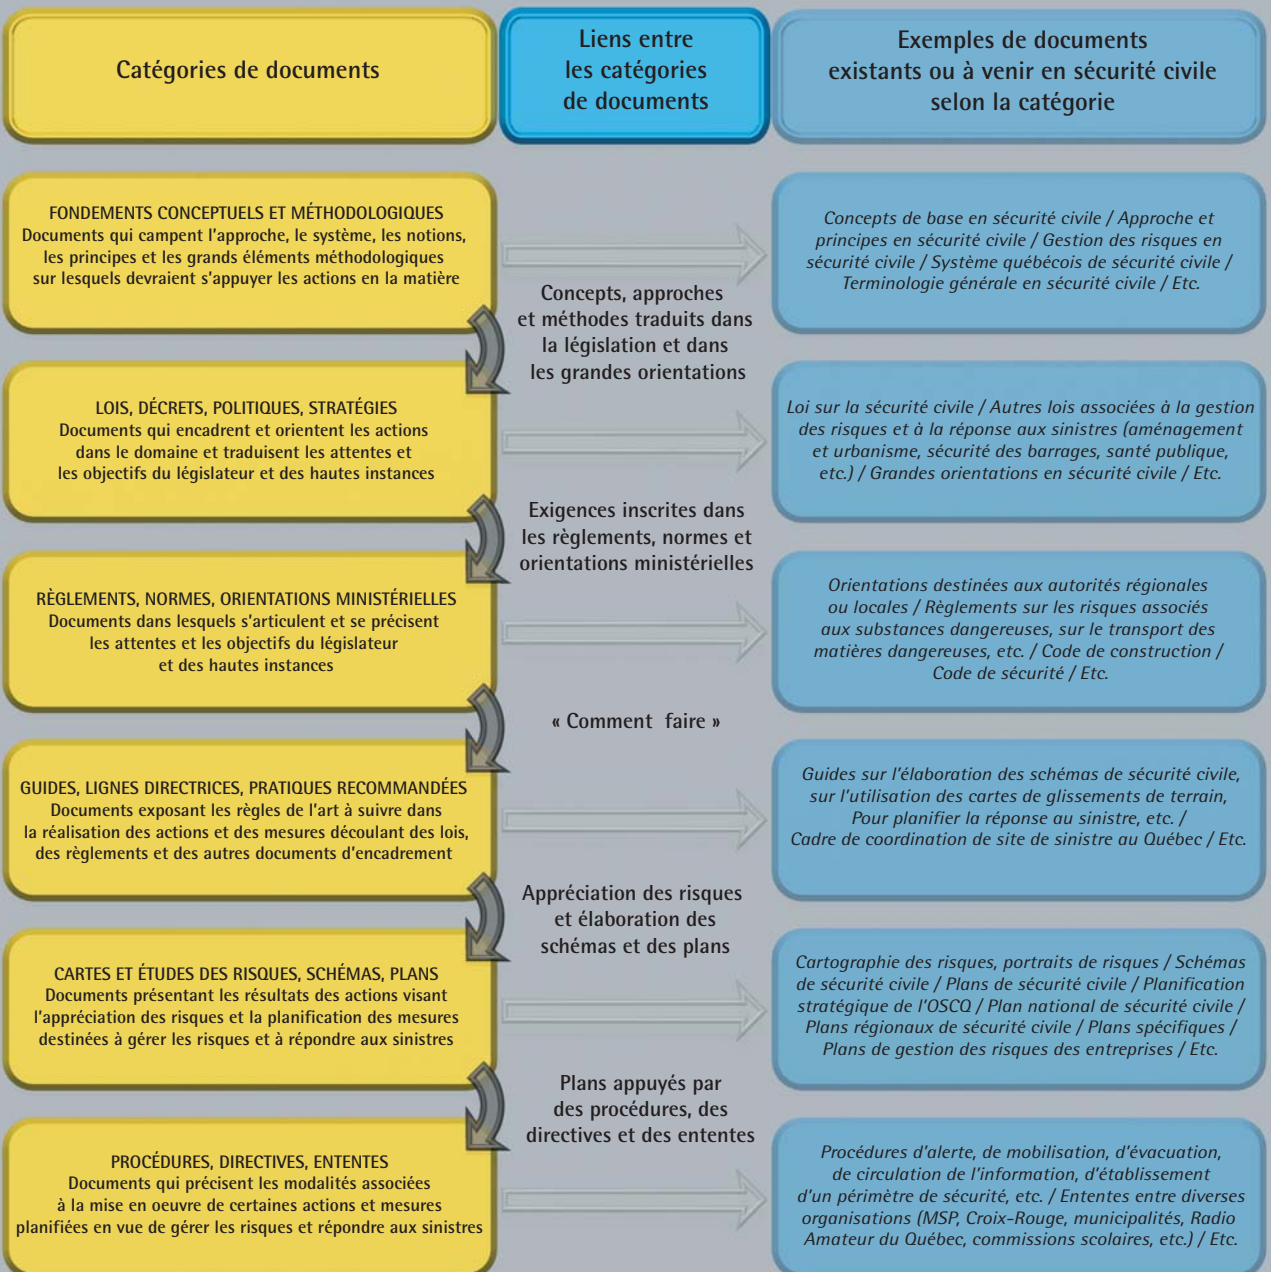 Catégories de documents
Liens entre
les catégories
de documents
Exemples de documents
existants ou à venir en sécurité civile
selon la catégorie
FONDEMENTS CONCEPTUELS ET MÉTHODOLOGIQUES
Documents qui campent l'approche, le système, les notions,
les principes et les grands éléments méthodologiques
sur lesquels devraient s'appuyer les actions en la matière
Concepts de base en sécurité civile / Approche et
principes en sécurité civile / Gestion des risques en
sécurité civile / Système québécois de sécurité civile /
Terminologie générale en sécurité civile / Etc.
Concepts, approches
et méthodes traduits dans
la législation et dans
les grandes orientations
LOIS, DÉCRETS, POLITIQUES, STRATÉGIES
Documents qui encadrent et orientent les actions
dans le domaine et traduisent les attentes et
les objectifs du législateur et des hautes instances
Loi sur la sécurité civile / Autres lois associées à la gestion
des risques et à la réponse aux sinistres (aménagement
et urbanisme, sécurité des barrages, santé publique,
etc.) / Grandes orientations en sécurité civile / Etc.
Exigences inscrites dans
les règlements, normes et
orientations ministérielles
RÈGLEMENTS, NORMES, ORIENTATIONS MINISTÉRIELLES
Documents dans lesquels s'articulent et se précisent
les attentes et les objectifs du législateur
et des hautes instances
Orientations destinées aux autorités régionales
ou locales / Règlements sur les risques associés
aux substances dangereuses, sur le transport des
matières dangereuses, etc. / Code de construction /
Code de sécurité / Etc.
« Comment faire »
GUIDES, LIGNES DIRECTRICES, PRATIQUES RECOMMANDÉES
Documents exposant les règles de l'art à suivre dans
la réalisation des actions et des mesures découlant des lois,
des règlements et des autres documents d'encadrement
Guides sur l'élaboration des schémas de sécurité civile,
sur l'utilisation des cartes de glissements de terrain,
Pour planifier la réponse au sinistre, etc. /
Cadre de coordination de site de sinistre au Québec / Etc.
Appréciation des risques
et élaboration des
schémas et des plans
CARTES ET ÉTUDES DES RISQUES, SCHÉMAS, PLANS
Documents présentant les résultats des actions visant
l'appréciation des risques et la planification des mesures
destinées à gérer les risques et à répondre aux sinistres
Cartographie des risques, portraits de risques / Schémas
de sécurité civile / Plans de sécurité civile / Planification
stratégique de l'OSCQ / Plan national de sécurité civile /
Plans régionaux de sécurité civile / Plans spécifiques /
Plans de gestion des risques des entreprises / Etc.
Plans appuyés par
des procédures, des
directives et des ententes
PROCÉDURES, DIRECTIVES, ENTENTES
Documents qui précisent les modalités associées
à la mise en oeuvre de certaines actions et mesures
planifiées en vue de gérer les risques et répondre aux sinistres
Procédures d'alerte, de mobilisation, d'évacuation,
de circulation de l'information, d'établissement
d'un périmètre de sécurité, etc. / Ententes entre diverses
organisations (MSP, Croix-Rouge, municipalités, Radio
Amateur du Québec, commissions scolaires, etc.) / Etc.